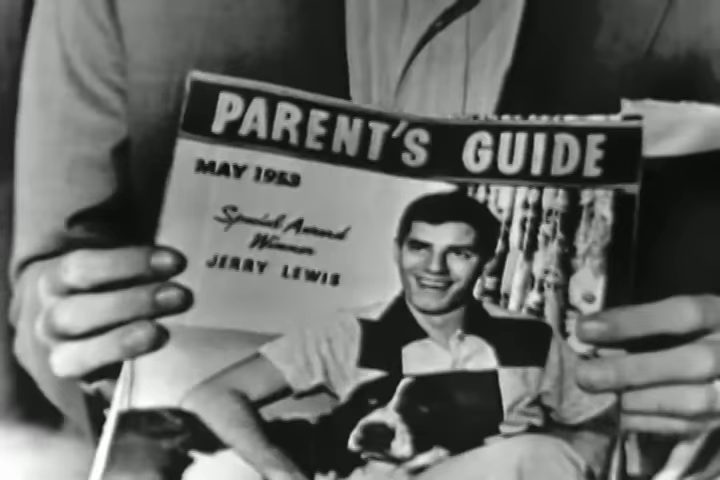 PARENT'S GUIDE
MAY 1953
Special Award
Winner
JERRY LEWIS